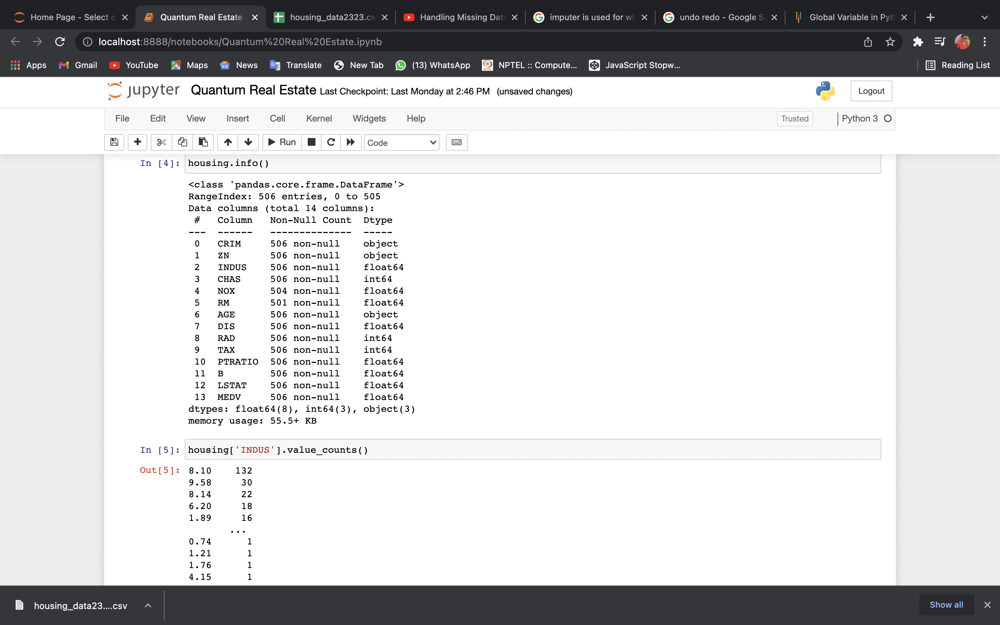 Home Page - Select o
Quantum Real Estate
housing_data2323.cs
Handling Missing Data
imputer is used for wh
undo redo - Google S
Global Variable in Pyt
localhost:8888/notebooks/Quantum%20Real%20Estate.ipynb
Apps Gmail YouTube Maps News Translate New Tab (13) WhatsApp NPTEL :: Compute... JavaScript Stopw... Reading List
jupyter Quantum Real Estate Last Checkpoint: Last Monday at 2:46 PM (unsaved changes) Logout
File Edit View Insert Cell Kernel Widgets Help Trusted Python 3
Run Code
In [4]: housing.info()
<class 'pandas.core.frame.DataFrame'>
RangeIndex: 506 entries, 0 to 505
Data columns (total 14 columns):
# Column Non-Null Count Dtype
--- ------ -------------- -----
0 CRIM 506 non-null object
1 ZN 506 non-null object
2 INDUS 506 non-null float64
3 CHAS 506 non-null int64
4 NOX 504 non-null float64
5 RM 501 non-null float64
6 AGE 506 non-null object
7 DIS 506 non-null float64
8 RAD 506 non-null int64
9 TAX 506 non-null int64
10 PTRATIO 506 non-null float64
11 B 506 non-null float64
12 LSTAT 506 non-null float64
13 MEDV 506 non-null float64
dtypes: float64(8), int64(3), object(3)
memory usage: 55.5+ KB
In [5]: housing['INDUS'].value_counts()
Out[5]: 8.10 132
9.58 30
8.14 22
6.20 18
1.89 16
...
0.74 1
1.21 1
1.76 1
4.15 1
housing_data23....csv Show all